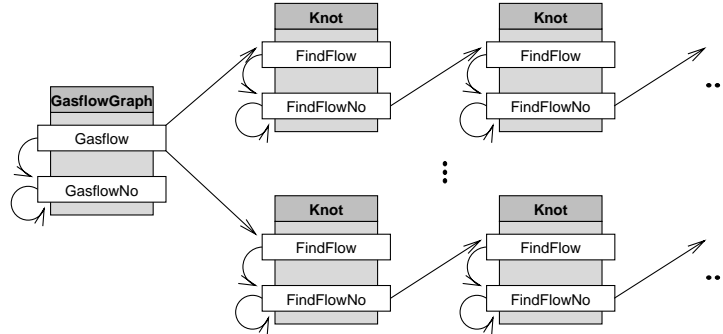 Knot
Knot
FindFlow
FindFlow
GasflowGraph
FindFlowNo
FindFlowNo
Gasflow
GasflowNo
Knot
Knot
FindFlow
FindFlow
FindFlowNo
FindFlowNo